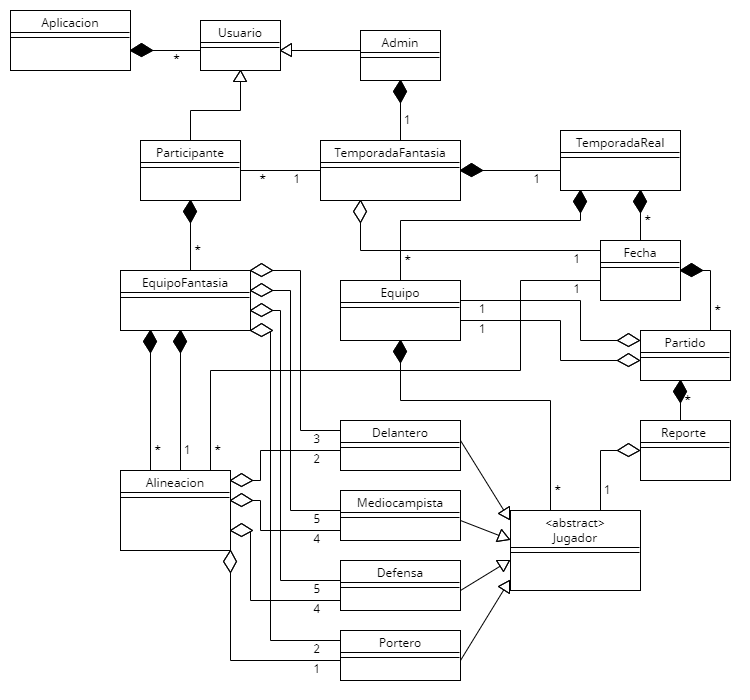 Aplicacion
Usuario
Admin
*
1
Participante
TemporadaFantasia
TemporadaReal
*
1
1
*
*
*
1
Fecha
EquipoFantasia
Equipo
1
*
1
1
Partido
*
Delantero
Reporte
3
*
1
*
2
Alineacion
*
1
Mediocampista
5
<abstract>
Jugador
4
Defensa
5
4
Portero
2
1